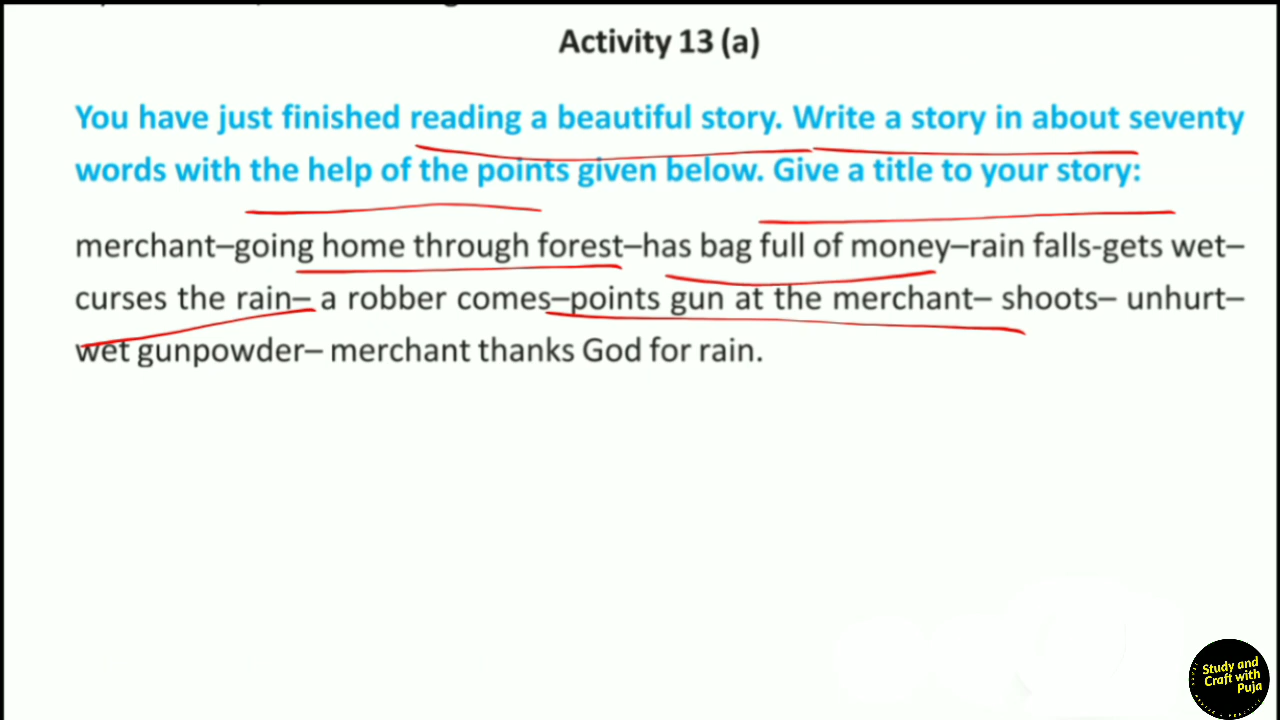 Activity 13 (a)
You have just finished reading a beautiful story. Write a story in about seventy
words with the help of the points given below. Give a title to your story:
merchant–going home through forest–has bag full of money–rain falls-gets wet–
curses the rain– a robber comes–points gun at the merchant– shoots– unhurt–
wet gunpowder– merchant thanks God for rain.
Study and
Craft with
Puja